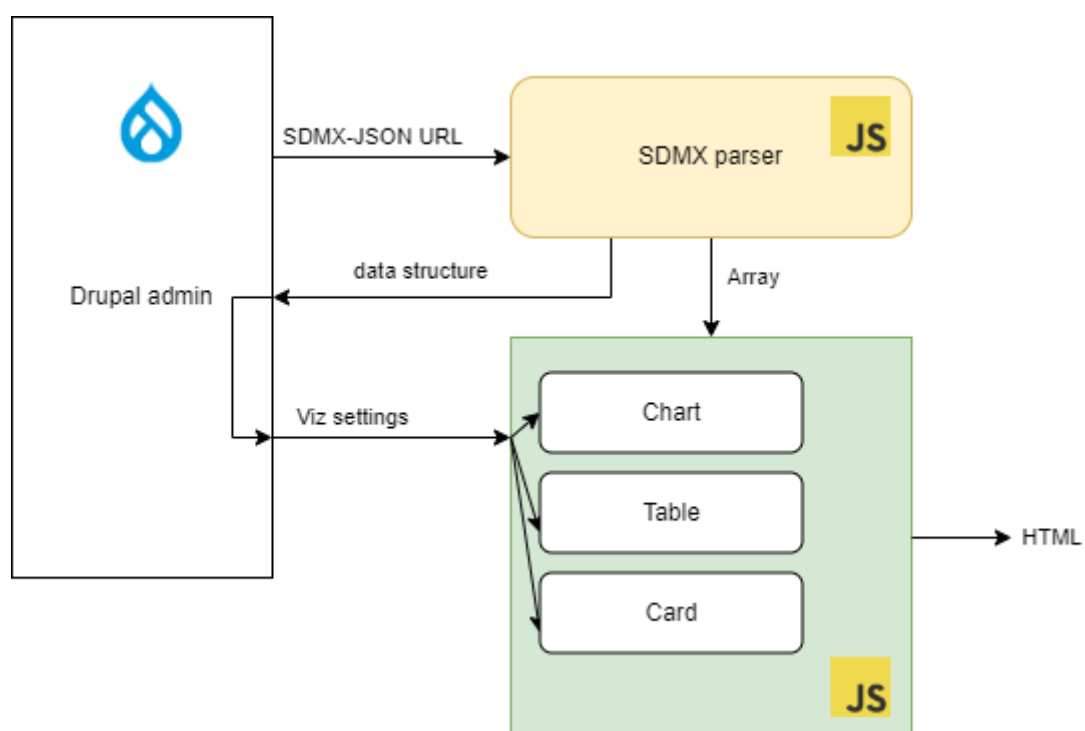 SDMX-JSON URL
JS
SDMX parser
data structure
Array
Drupal admin
Viz settings
Chart
Table
HTML
Card
JS